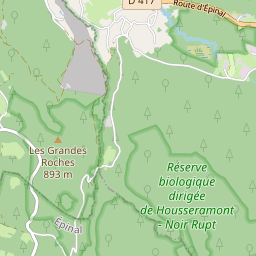 D 417
Route d'Épinal
Les Grandes
Roches
893 m
Réserve
biologique
dirigée
de Housseramont
- Noir Rupt
Épinal